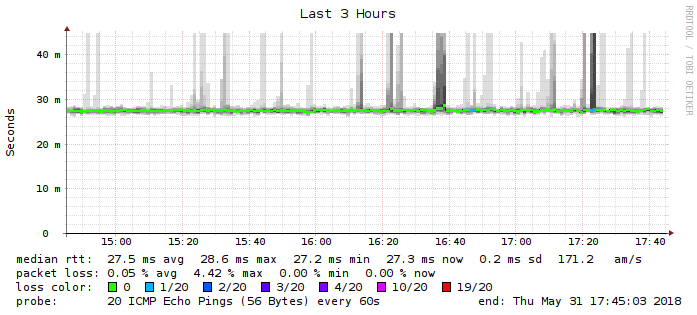 Last 3 Hours
RRDTOOL / TOBI OETIKER
Seconds
40 m
30 m
20 m
10 m
0
15:00 15:20 15:40 16:00 16:20 16:40 17:00 17:20 17:40
median rtt: 27.5 ms avg 28.6 ms max 27.2 ms min 27.3 ms now 0.2 ms sd 171.2 am/s
packet loss: 0.05 % avg 4.42 % max 0.00 % min 0.00 % now
loss color: 0 1/20 2/20 3/20 4/20 10/20 19/20
probe: 20 ICMP Echo Pings (56 Bytes) every 60s end: Thu May 31 17:45:03 2018